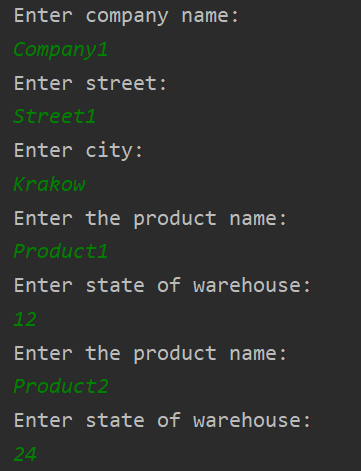 Enter company name:
Company1
Enter street:
Street1
Enter city:
Krakow
Enter the product name:
Product1
Enter state of warehouse:
12
Enter the product name:
Product2
Enter state of warehouse:
24